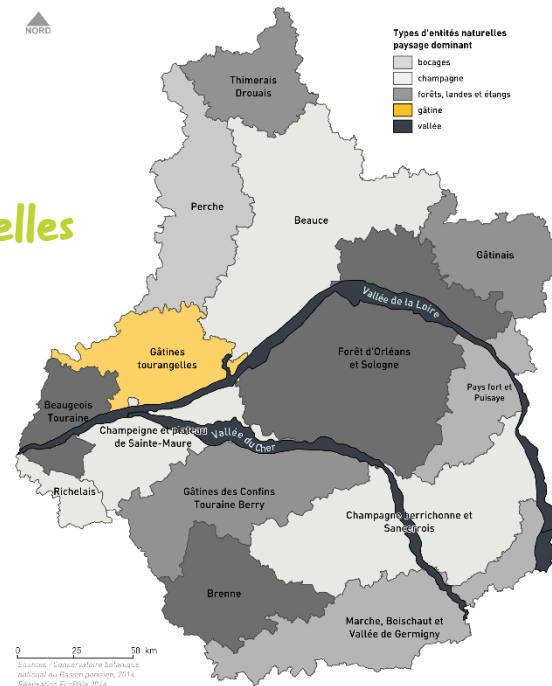 NORD
Types d'entités naturelles
paysage dominant
bocages
champagne
forêts, landes et étangs
gâtine
vallée
elles
Thimerais
Drouais
Perche
Beauce
Gâtinais
Vallée de la Loire
Gâtines
tourangelles
Forêt d'Orléans
et Sologne
Pays fort et
Puisaye
Beaugeois
Touraine
Champeigne et plateau
de Sainte-Maure
Vallée du Cher
Richelais
Gâtines des Confins
Touraine Berry
Champagne berrichonne et
Sancerrois
Brenne
Marche, Boischaut et
Vallée de Germigny
0 25 50 km
Sources : Conservatoire botanique
national du Bassin parisien, 2014.
Réalisation EcoPôle 2016